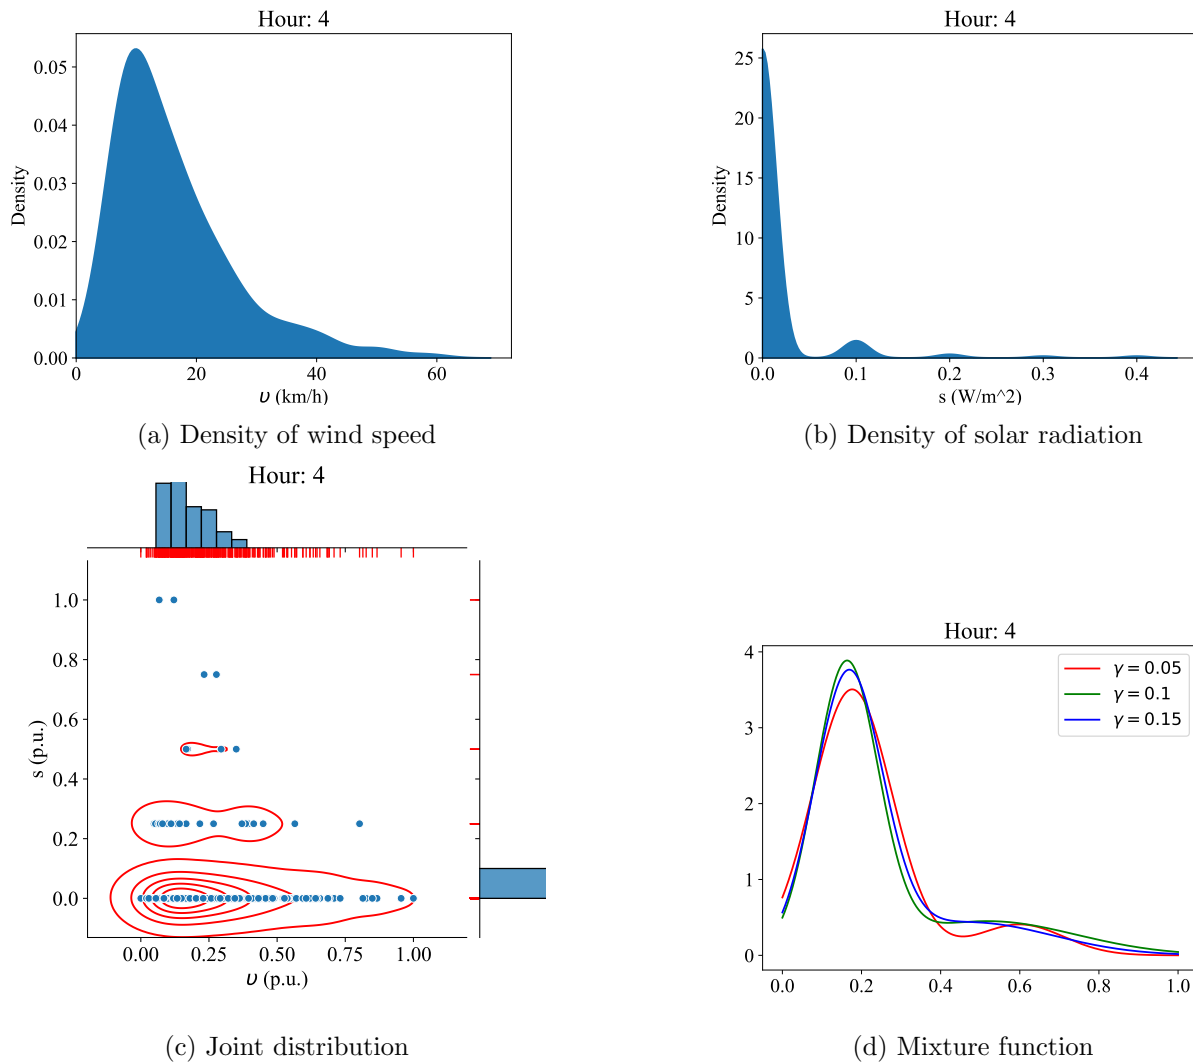 Hour: 4
0.05
0.04
0.03
0.02
0.01
0.00
Density
0
20
40
60
υ (km/h)
(a) Density of wind speed
Hour: 4
25
20
15
10
5
0
Density
0.0
0.1
0.2
0.3
0.4
s (W/m^2)
(b) Density of solar radiation
Hour: 4
1.0
0.8
0.6
0.4
0.2
0.0
s (p.u.)
0.00
0.25
0.50
0.75
1.00
υ (p.u.)
(c) Joint distribution
Hour: 4
4
3
2
1
0
γ = 0.05
γ = 0.1
γ = 0.15
0.0
0.2
0.4
0.6
0.8
1.0
(d) Mixture function